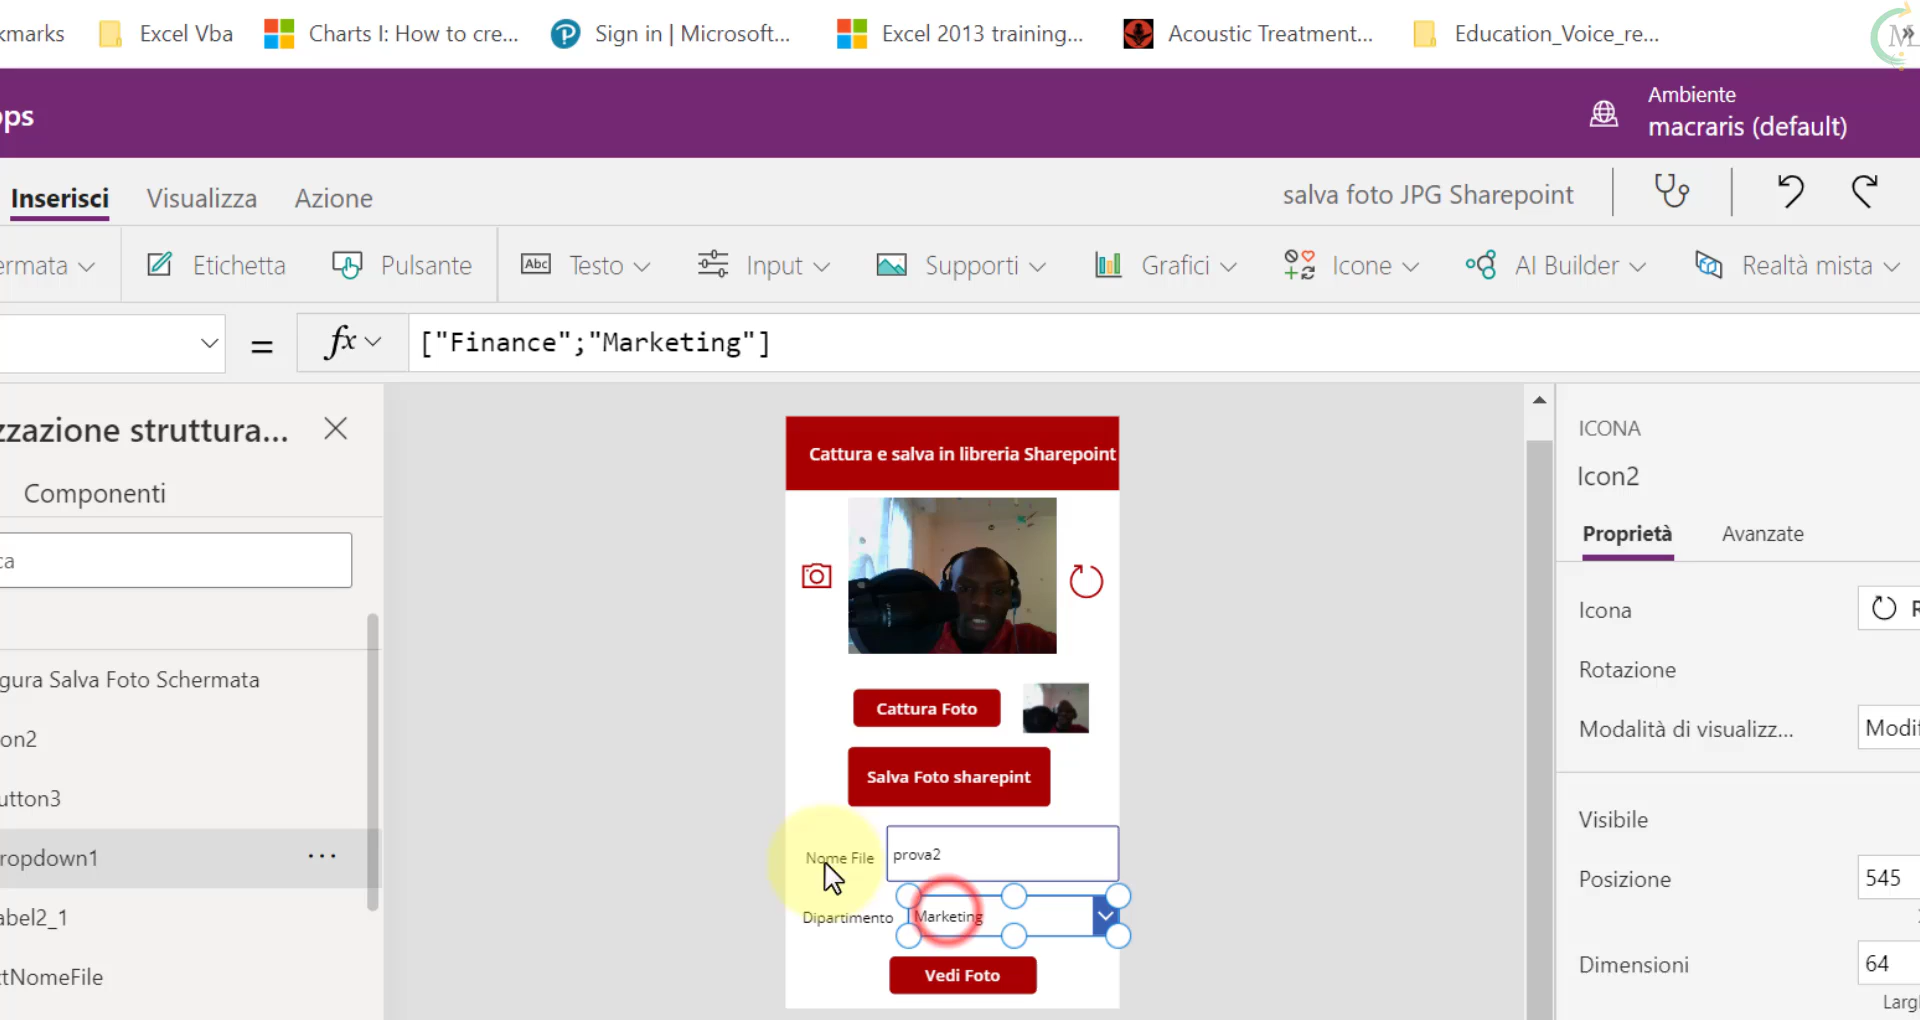 kmarks
Excel Vba
Charts I: How to cre...
Sign in | Microsoft...
Excel 2013 training...
Acoustic Treatment...
Education_Voice_re...
»
ps
Ambiente
macraris (default)
Inserisci
Visualizza
Azione
salva foto JPG Sharepoint
ermata
Etichetta
Pulsante
Abc
Testo
Input
Supporti
Grafici
Icone
AI Builder
Realtà mista
=
fx
["Finance";"Marketing"]
zzazione struttura...
Componenti
ca
gura Salva Foto Schermata
on2
utton3
ropdown1
...
abel2_1
tNomeFile
Cattura e salva in libreria Sharepoint
Cattura Foto
Salva Foto sharepint
Nome File
prova2
Dipartimento
Marketing
Vedi Foto
ICONA
Icon2
Proprietà
Avanzate
Icona
R
Rotazione
Modalità di visualizz...
Modif
Visibile
Posizione
545
Dimensioni
64
Largh